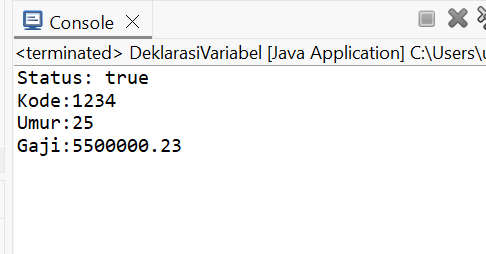 Console
<terminated> DeklarasiVariabel [Java Application] C:\Users\
Status: true
Kode:1234
Umur:25
Gaji:5500000.23